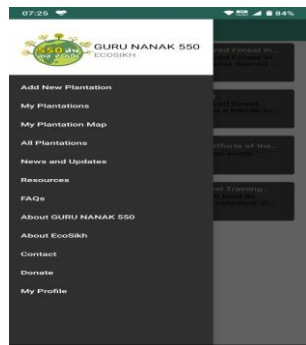 07:25
84%
550
GURU NANAK 550
ECOSIKH
Add New Plantation
My Plantations
My Plantation Map
All Plantations
News and Updates
Resources
FAQs
About GURU NANAK 550
About EcoSikh
Contact
Donate
My Profile